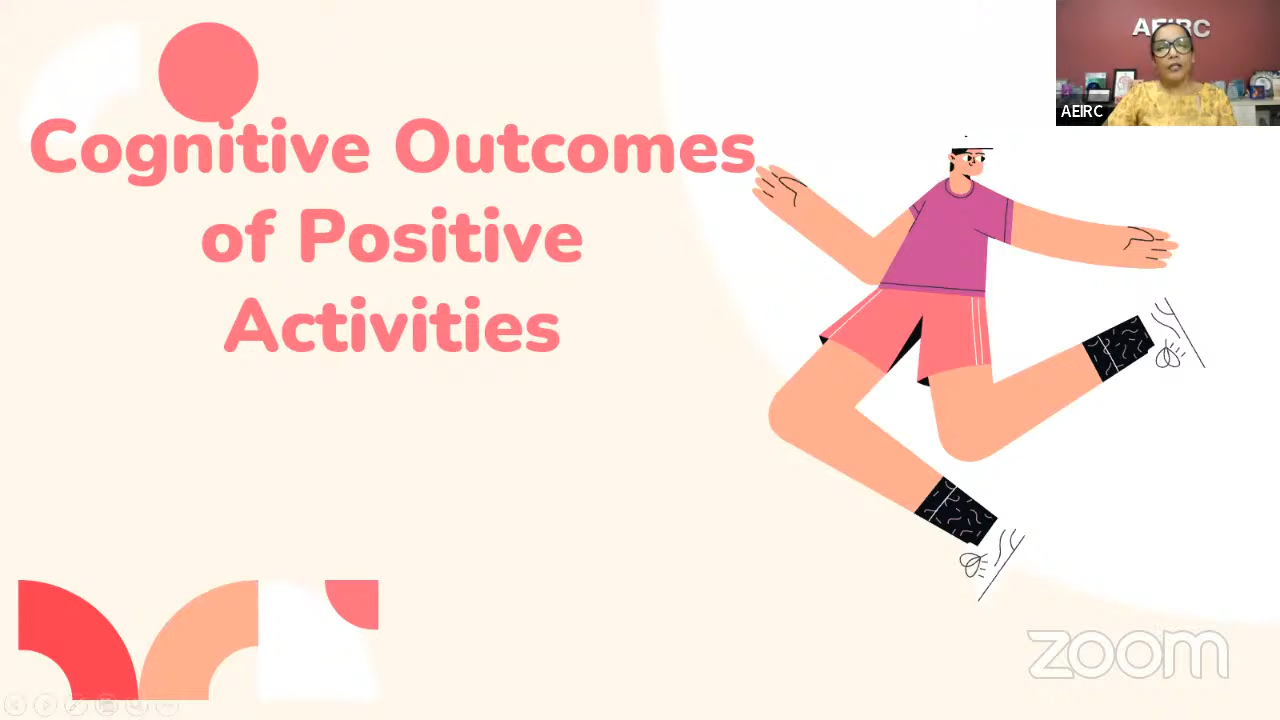 AEIRC
AEIRC
Cognitive Outcomes
of Positive
Activities
zoom